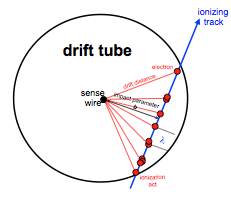 ionizing
track
drift tube
electron
drift distance
sense
wire
impact parameter
b
λ
ionization
act